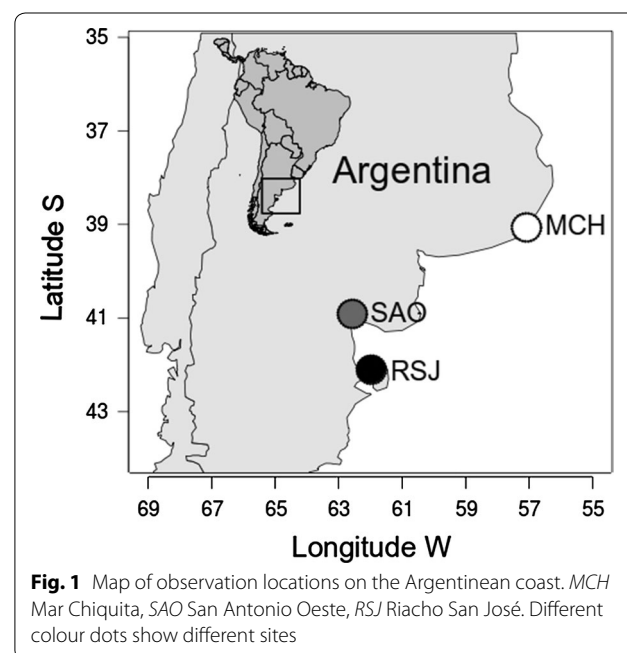 35
37
39
41
43
Latitude S
Argentina
MCH
SAO
RSJ
69 67 65 63 61 59 57 55
Longitude W
Fig. 1 Map of observation locations on the Argentinean coast. MCH
Mar Chiquita, SAO San Antonio Oeste, RSJ Riacho San José. Different
colour dots show different sites